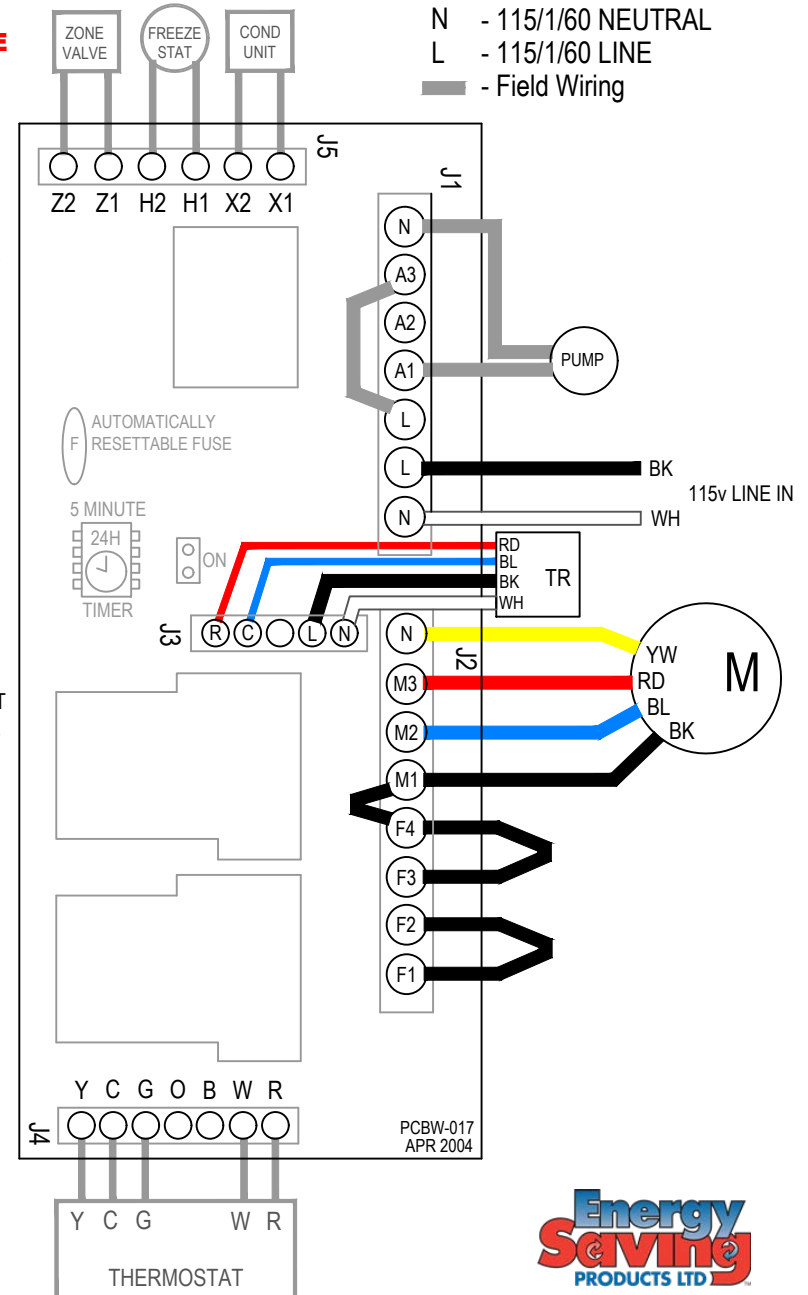 E
ZONE VALVE
FREEZE STAT
COND UNIT
N - 115/1/60 NEUTRAL
L - 115/1/60 LINE
- Field Wiring
J5
Z2 Z1 H2 H1 X2 X1
J1
N
A3
A2
A1
L
L
N
PUMP
BK
115v LINE IN
WH
F
AUTOMATICALLY
RESETTABLE FUSE
5 MINUTE
24H
TIMER
ON
RD
BL
BK
WH
TR
J3
R C L N
J2
N
M3
M2
M1
F4
F3
F2
F1
YW
RD
BL
BK
M
T
Y C G O B W R
J4
PCBW-017
APR 2004
Y C G W R
THERMOSTAT
Energy
Saving
PRODUCTS LTD